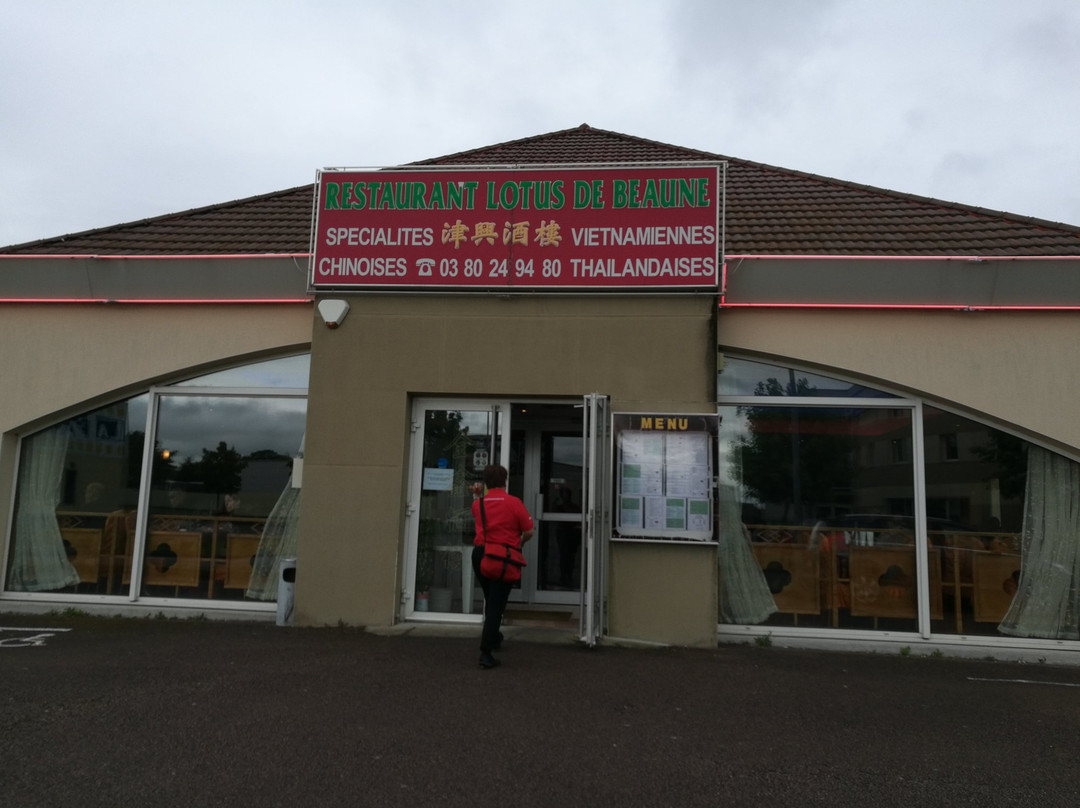 RESTAURANT LOTUS DE BEAUNE
SPECIALITES 津興酒樓 VIETNAMIENNES
CHINOISES ☎ 03 80 24 94 80 THAILANDAISES
MENU